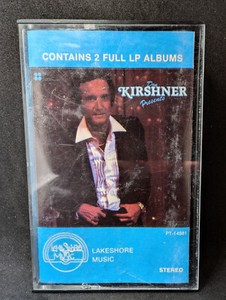 CONTAINS 2 FULL LP ALBUMS
Don
KIRSHNER
Presents
LAKESHORE
MUSIC
STEREO